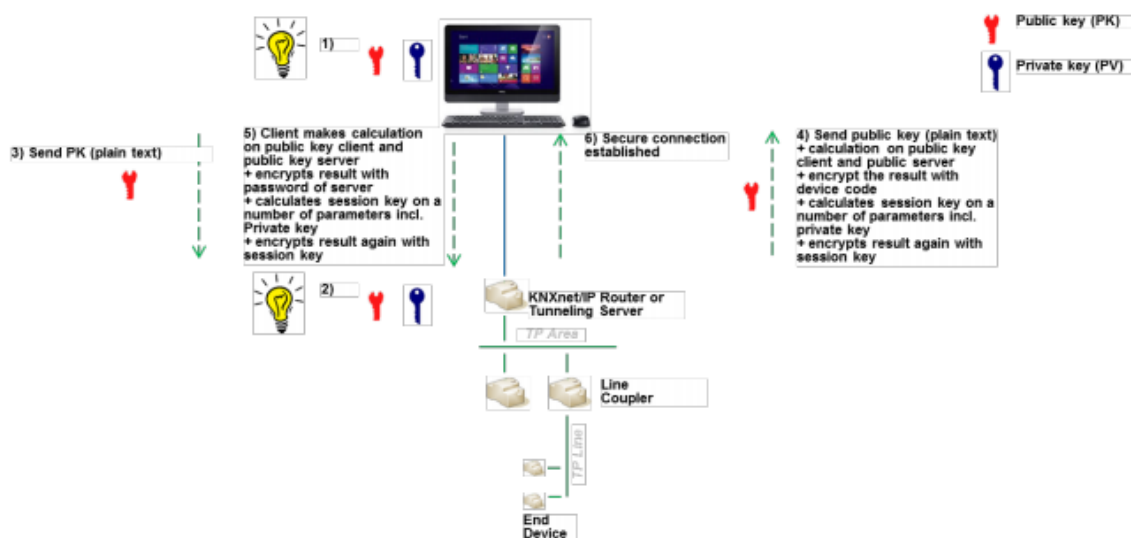 1)
Public key (PK)
Private key (PV)
3) Send PK (plain text)
5) Client makes calculation
on public key client and
public key server
+ encrypts result with
password of server
+ calculates session key on a
number of parameters incl.
Private key
+ encrypts result again with
session key
6) Secure connection
established
4) Send public key (plain text)
+ calculation on public key
client and public server
+ encrypt the result with
device code
+ calculates session key on a
number of parameters incl.
private key
+ encrypts result again with
session key
2)
KNXnet/IP Router or
Tunneling Server
TP Area
Line
Coupler
TP Line
End
Device